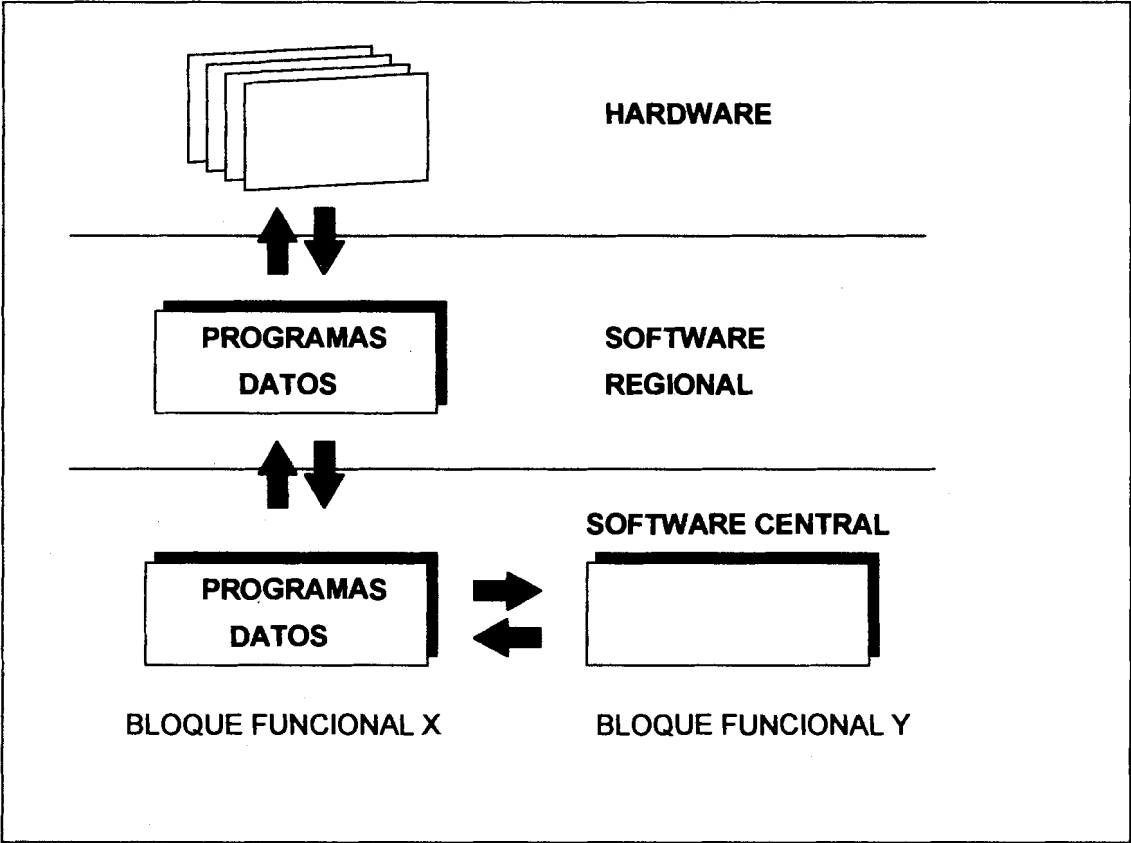 HARDWARE
PROGRAMAS
DATOS
SOFTWARE
REGIONAL
SOFTWARE CENTRAL
PROGRAMAS
DATOS
BLOQUE FUNCIONAL X
BLOQUE FUNCIONAL Y